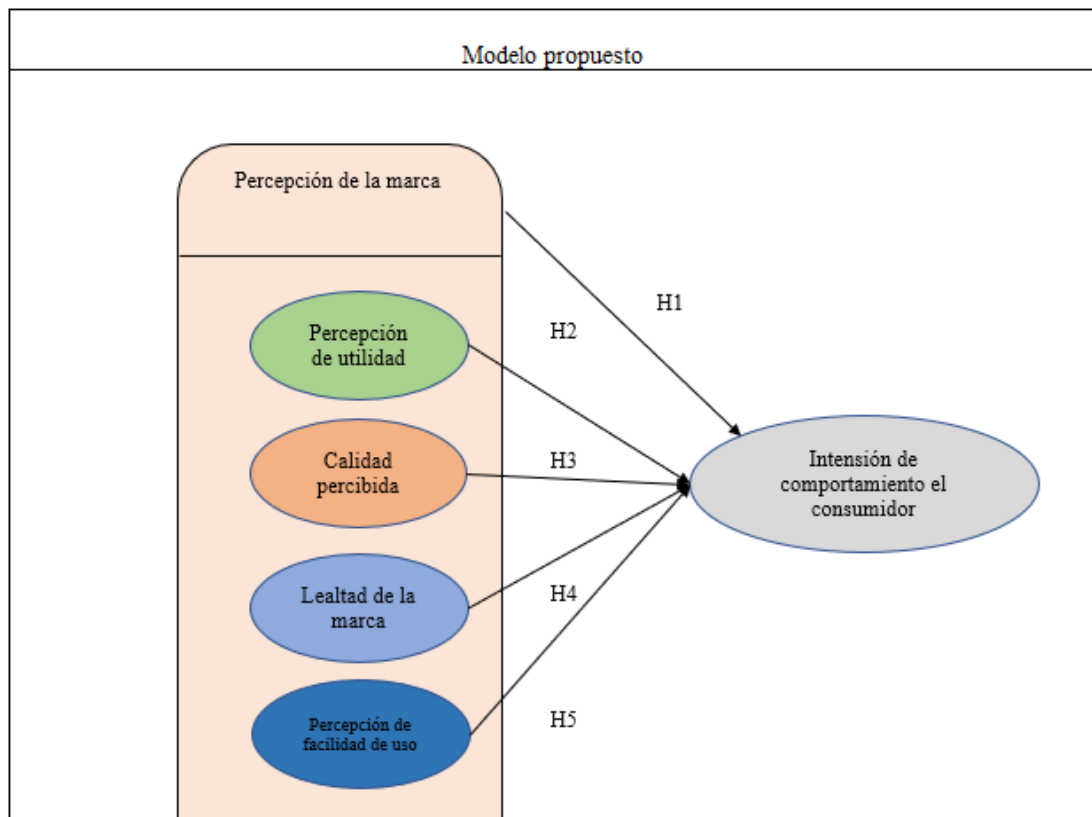 Modelo propuesto
Percepción de la marca
H1
H2
Percepción
de utilidad
Calidad
percibida
H3
Intensión de
comportamiento el
consumidor
Lealtad de la
marca
H4
Percepción de
facilidad de uso
H5